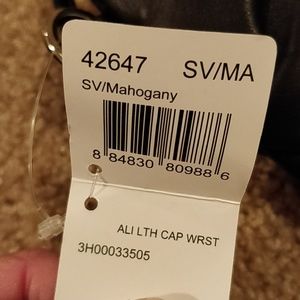 42647 SV/MA
SV/Mahogany
8 84830 80988 6
ALI LTH CAP WRST
3H00033505